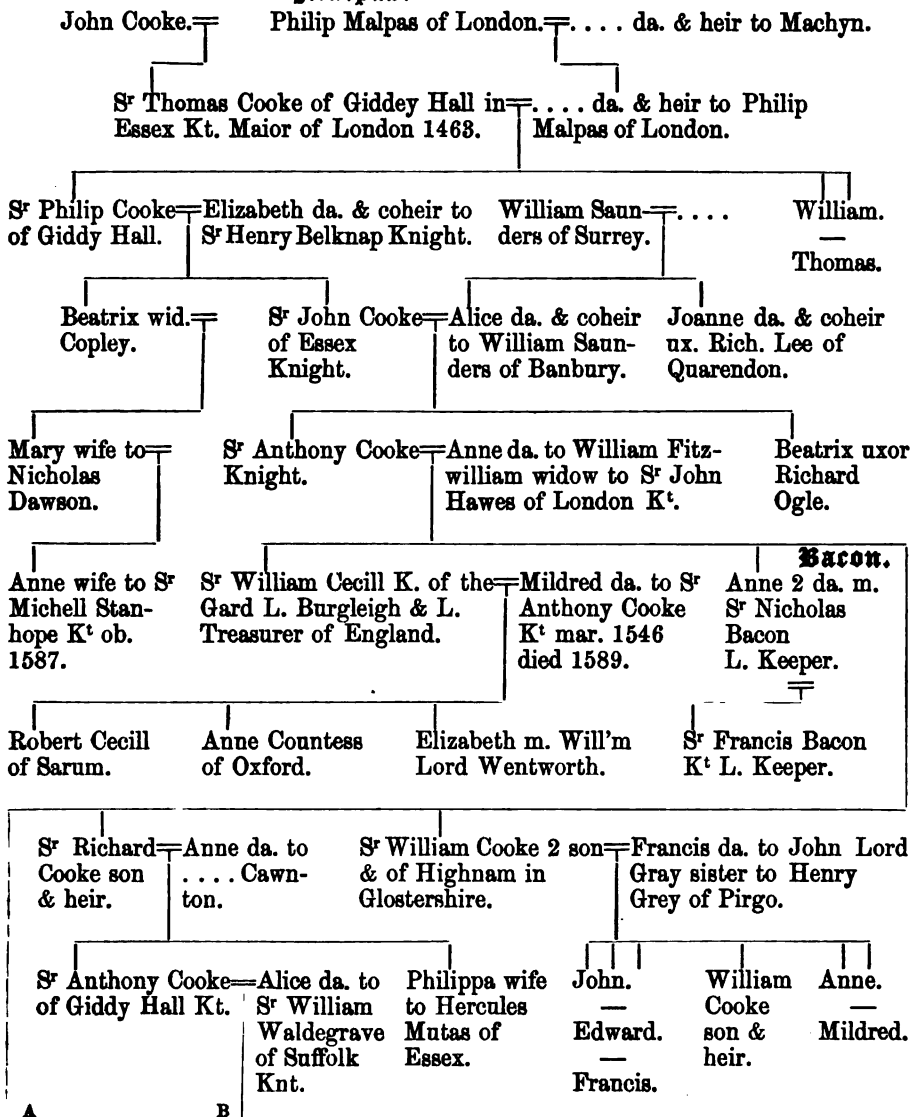 John Cooke.
Philip Malpas of London.
.... da. & heir to Machyn.
Sr Thomas Cooke of Giddey Hall in
Essex Kt. Maior of London 1463.
.... da. & heir to Philip
Malpas of London.
Sr Philip Cooke
of Giddy Hall.
Elizabeth da. & coheir to
Sr Henry Belknap Knight.
William Saun-
ders of Surrey.
....
William.
—
Thomas.
Beatrix wid.
Copley.
Sr John Cooke
of Essex
Knight.
Alice da. & coheir
to William Saun-
ders of Banbury.
Joanne da. & coheir
ux. Rich. Lee of
Quarendon.
Mary wife to
Nicholas
Dawson.
Sr Anthony Cooke
Knight.
Anne da. to William Fitz-
william widow to Sr John
Hawes of London Kt.
Beatrix uxor
Richard
Ogle.
Anne wife to Sr
Michell Stan-
hope Kt ob.
1587.
Sr William Cecill K. of the
Gard L. Burgleigh & L.
Treasurer of England.
Mildred da. to Sr
Anthony Cooke
Kt mar. 1546
died 1589.
Bacon.
Anne 2 da. m.
Sr Nicholas
Bacon
L. Keeper.
Robert Cecill
of Sarum.
Anne Countess
of Oxford.
Elizabeth m. Will'm
Lord Wentworth.
Sr Francis Bacon
Kt L. Keeper.
Sr Richard
Cooke son
& heir.
Anne da. to
.... Cawn-
ton.
Sr William Cooke 2 son
& of Highnam in
Glostershire.
Francis da. to John Lord
Gray sister to Henry
Grey of Pirgo.
Sr Anthony Cooke
of Giddy Hall Kt.
Alice da. to
Sr William
Waldegrave
of Suffolk
Knt.
Philippa wife
to Hercules
Mutas of
Essex.
John.
—
Edward.
—
Francis.
William
Cooke
son &
heir.
Anne.
—
Mildred.
A
B